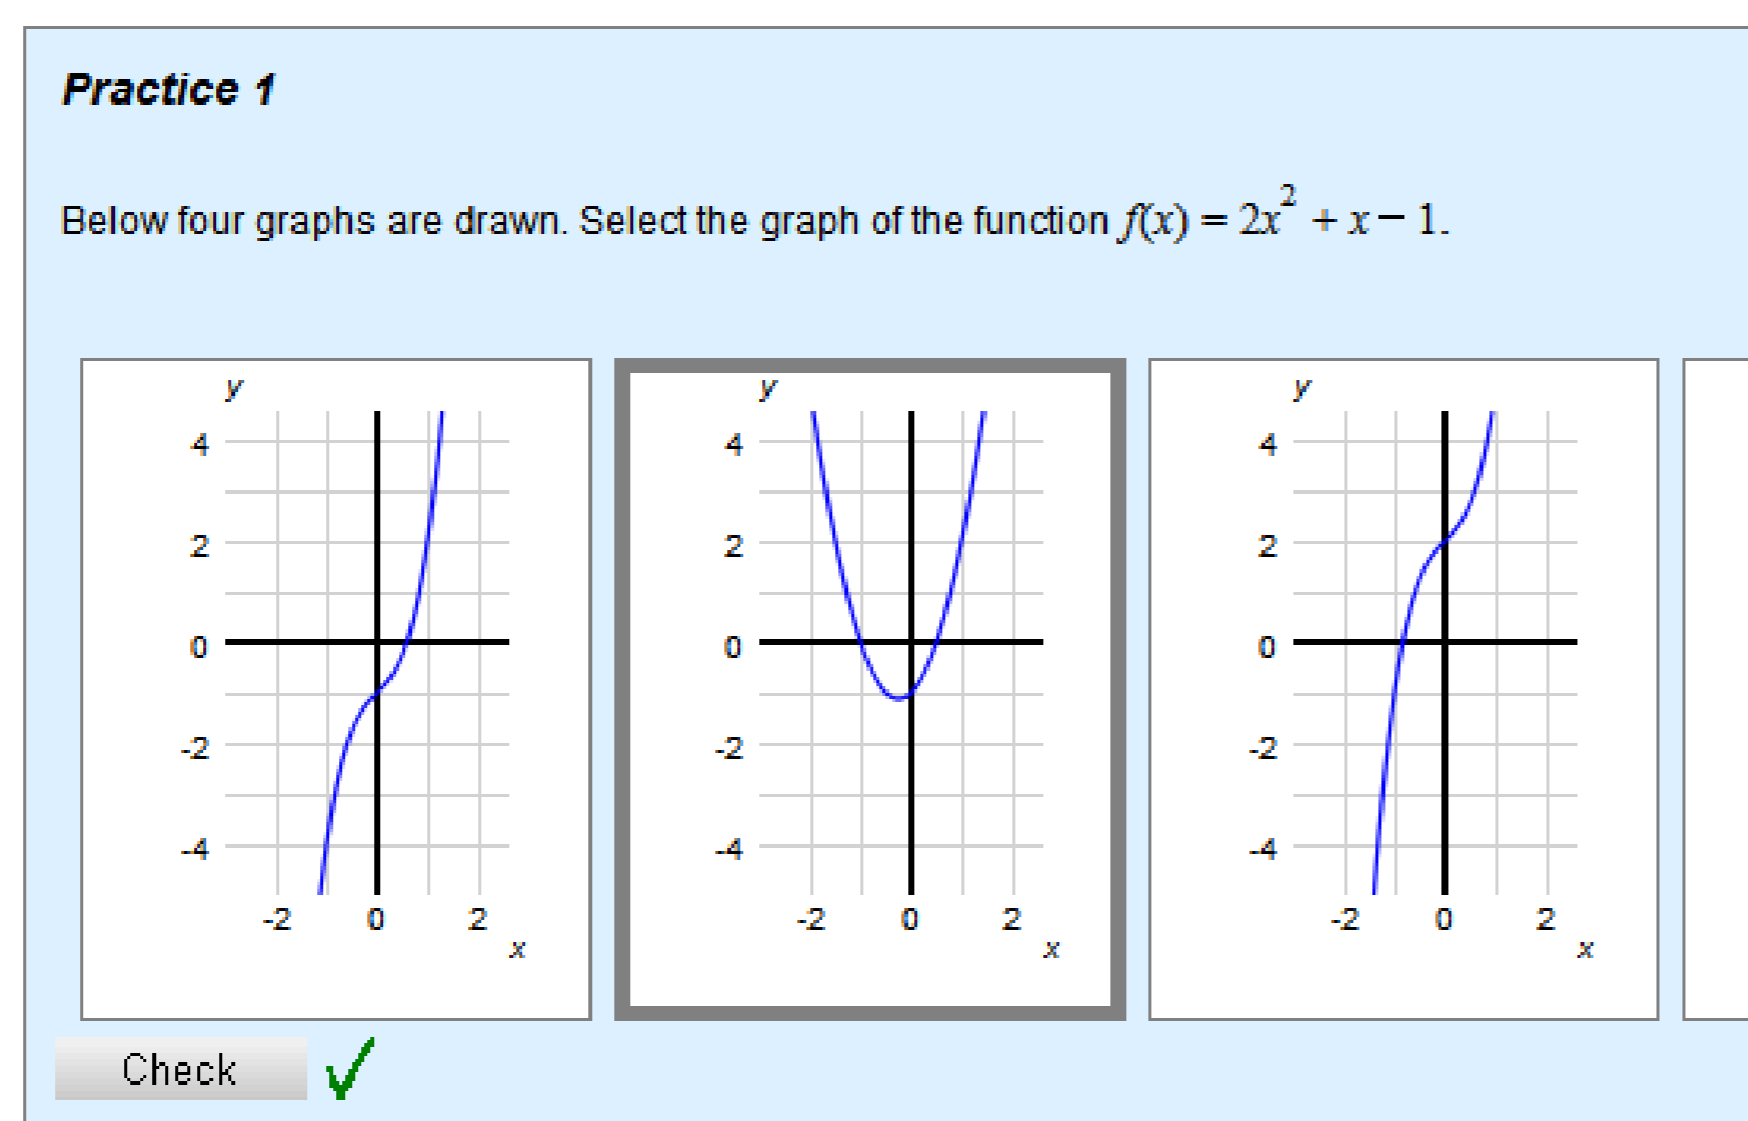 Practice 1
Below four graphs are drawn. Select the graph of the function f(x) = 2x² + x − 1.
y y y
4 4 4
2 2 2
0 0 0
-2 -2 -2
-4 -4 -4
-2 0 2 -2 0 2 -2 0 2
x x x
Check